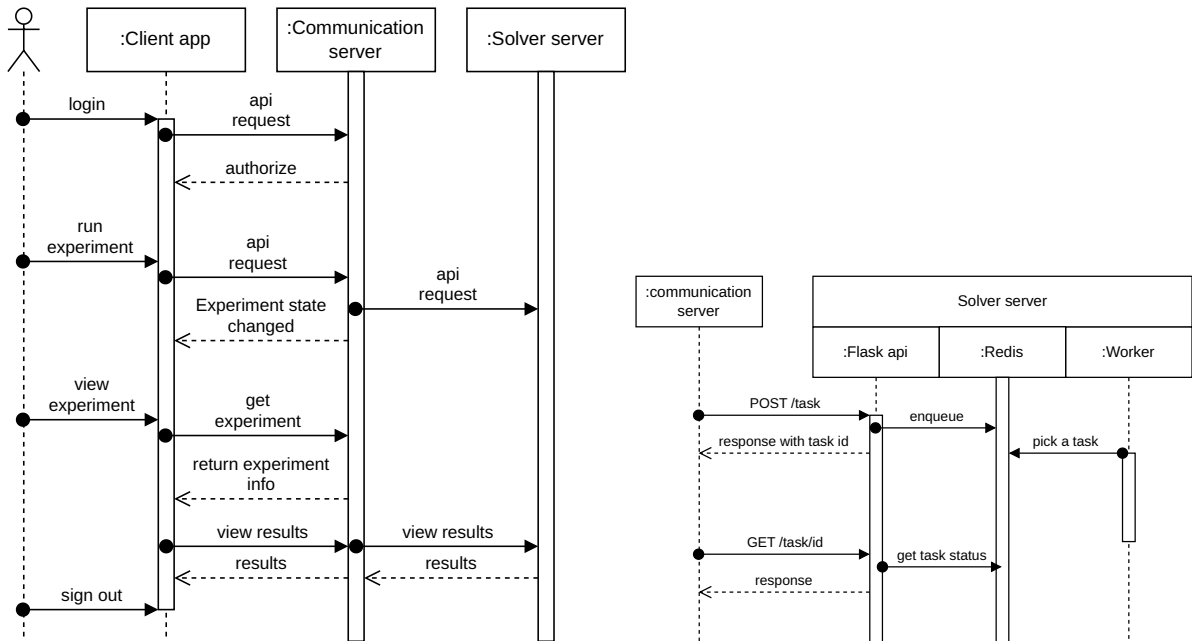 :Client app
:Communication
server
:Solver server
login
api
request
authorize
run
experiment
api
request
api
request
Experiment state
changed
view
experiment
get
experiment
return experiment
info
view results
view results
results
results
sign out
:communication
server
Solver server
:Flask api
:Redis
:Worker
POST /task
enqueue
response with task id
pick a task
GET /task/id
get task status
response